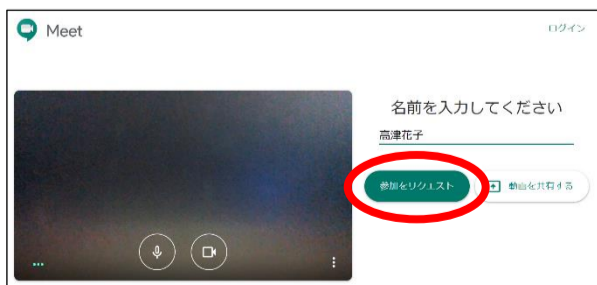 Meet
ログイン
名前を入力してください
高津花子
参加をリクエスト
動画を共有する